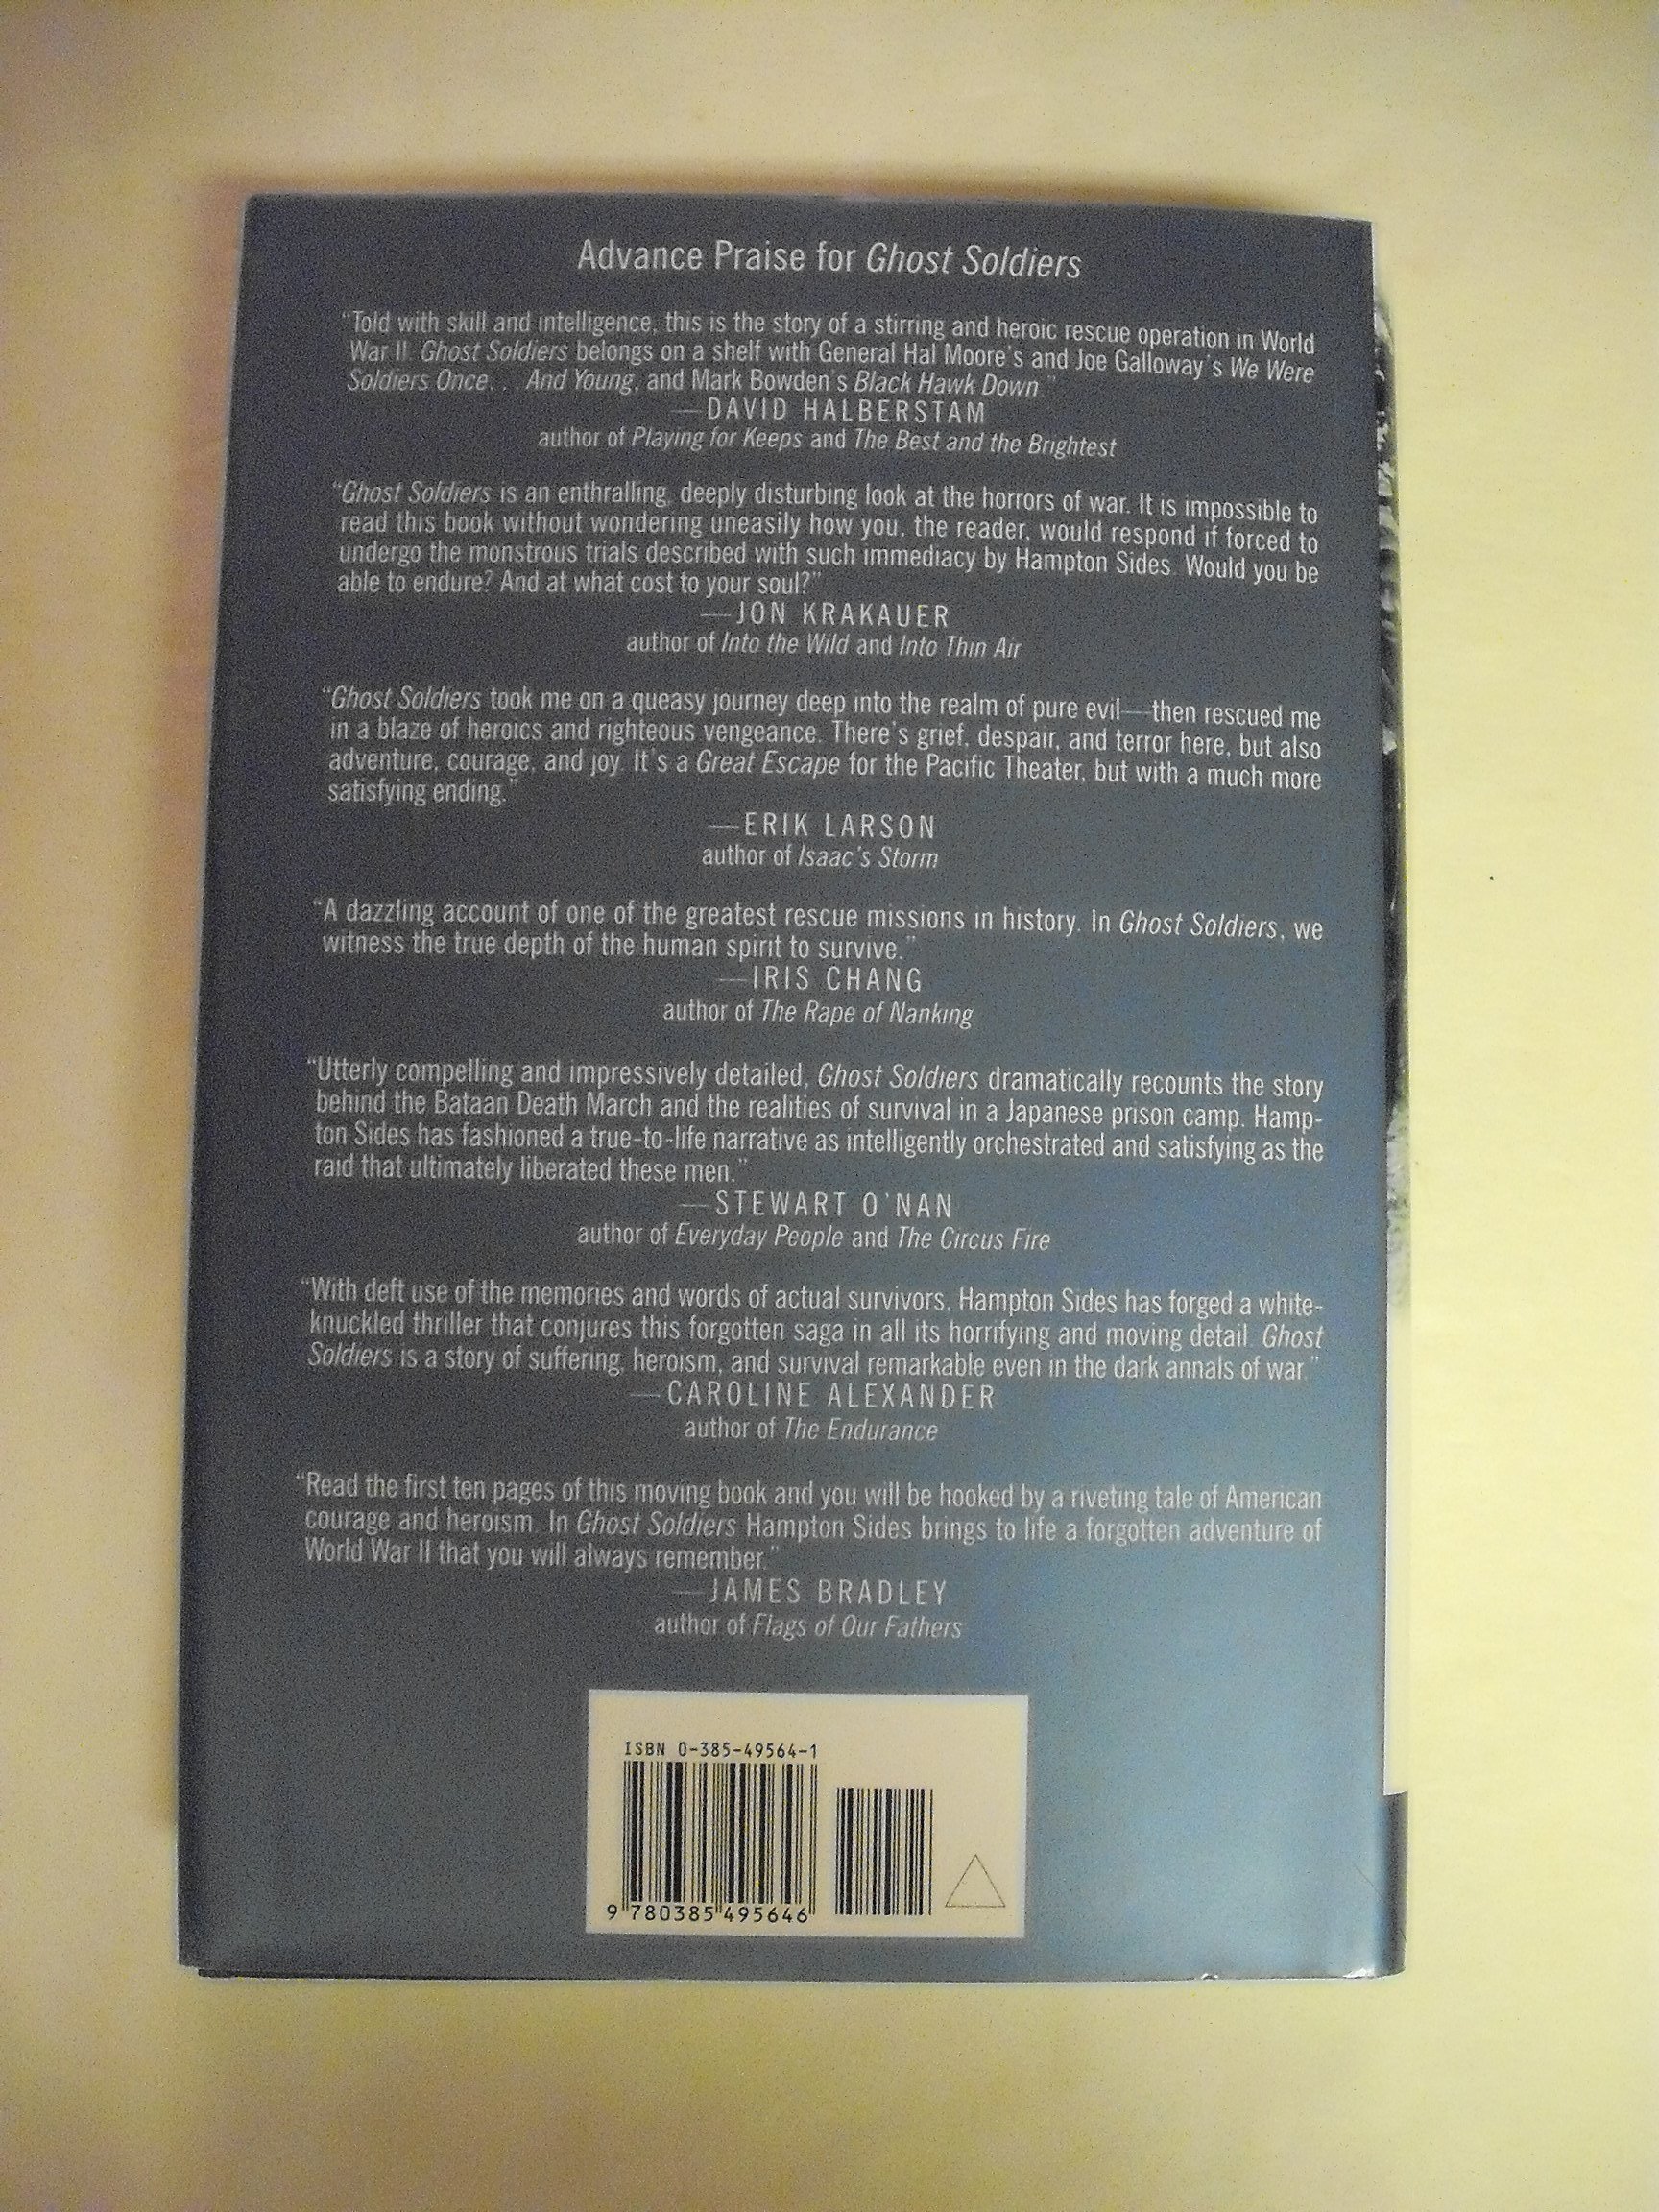 Advance Praise for Ghost Soldiers
“Told with skill and intelligence, this is the story of a stirring and heroic rescue operation in World
War II. Ghost Soldiers belongs on a shelf with General Hal Moore's and Joe Galloway's We Were
Soldiers Once. . . And Young, and Mark Bowden's Black Hawk Down.”
—DAVID HALBERSTAM
author of Playing for Keeps and The Best and the Brightest
“Ghost Soldiers is an enthralling, deeply disturbing look at the horrors of war. It is impossible to
read this book without wondering uneasily how you, the reader, would respond if forced to
undergo the monstrous trials described with such immediacy by Hampton Sides. Would you be
able to endure? And at what cost to your soul?”
—JON KRAKAUER
author of Into the Wild and Into Thin Air
“Ghost Soldiers took me on a queasy journey deep into the realm of pure evil—then rescued me
in a blaze of heroics and righteous vengeance. There's grief, despair, and terror here, but also
adventure, courage, and joy. It's a Great Escape for the Pacific Theater, but with a much more
satisfying ending.”
—ERIK LARSON
author of Isaac's Storm
“A dazzling account of one of the greatest rescue missions in history. In Ghost Soldiers, we
witness the true depth of the human spirit to survive.”
—IRIS CHANG
author of The Rape of Nanking
“Utterly compelling and impressively detailed, Ghost Soldiers dramatically recounts the story
behind the Bataan Death March and the realities of survival in a Japanese prison camp. Hamp-
ton Sides has fashioned a true-to-life narrative as intelligently orchestrated and satisfying as the
raid that ultimately liberated these men.”
—STEWART O'NAN
author of Everyday People and The Circus Fire
“With deft use of the memories and words of actual survivors, Hampton Sides has forged a white-
knuckled thriller that conjures this forgotten saga in all its horrifying and moving detail. Ghost
Soldiers is a story of suffering, heroism, and survival remarkable even in the dark annals of war.”
—CAROLINE ALEXANDER
author of The Endurance
“Read the first ten pages of this moving book and you will be hooked by a riveting tale of American
courage and heroism. In Ghost Soldiers Hampton Sides brings to life a forgotten adventure of
World War II that you will always remember.”
—JAMES BRADLEY
author of Flags of Our Fathers
ISBN 0-385-49564-1
9 780385 495646